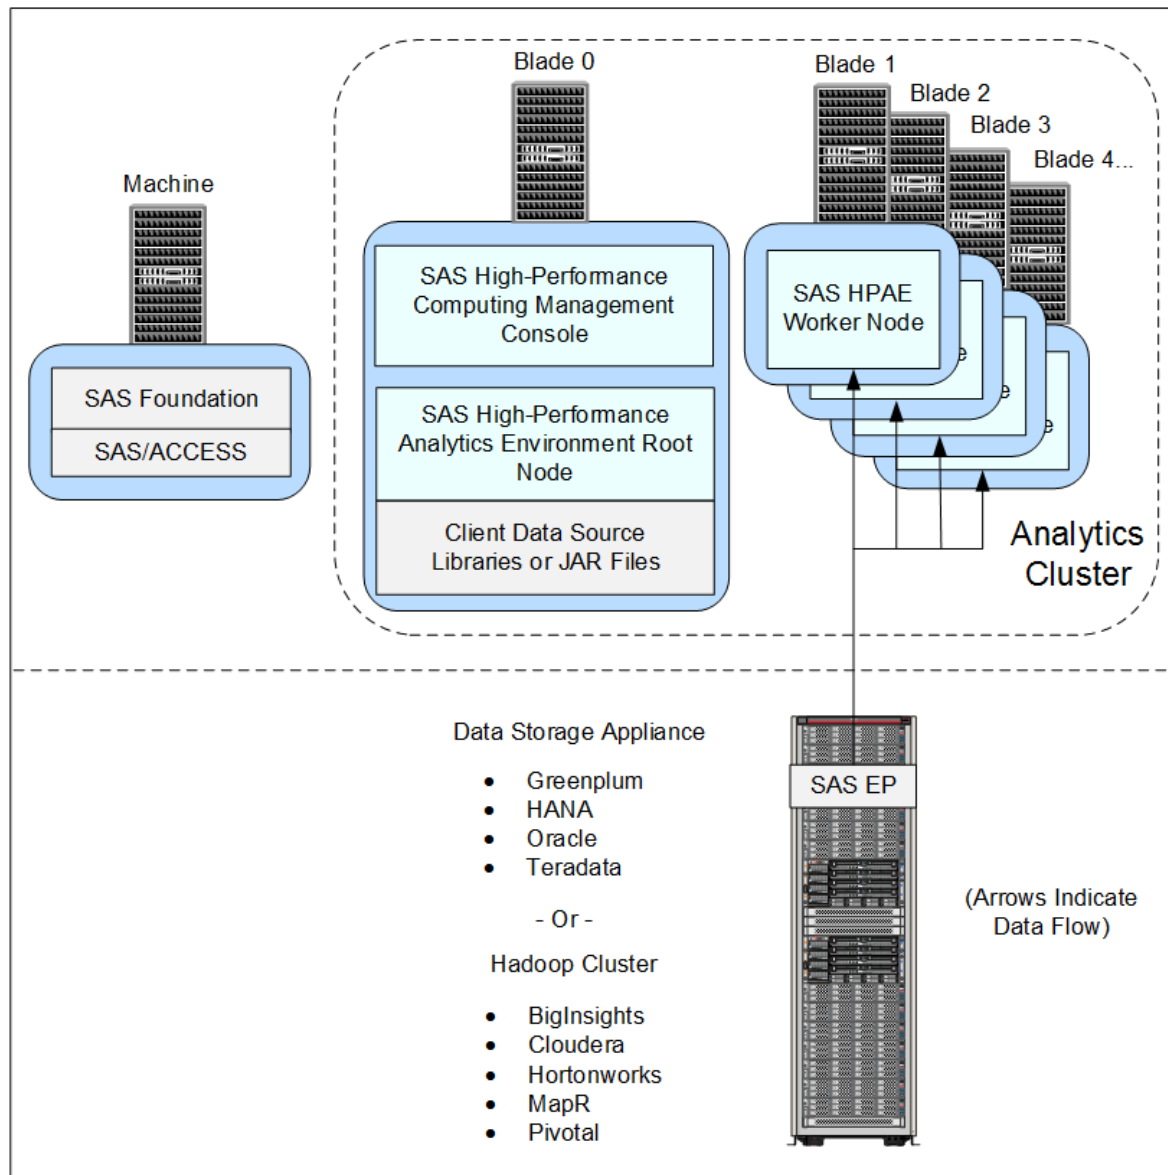 Blade 0
Blade 1
Blade 2
Blade 3
Blade 4...
Machine
SAS High-Performance
Computing Management
Console
SAS HPAE
Worker Node
SAS Foundation
SAS/ACCESS
SAS High-Performance
Analytics Environment Root
Node
Client Data Source
Libraries or JAR Files
Analytics
Cluster
Data Storage Appliance
• Greenplum
• HANA
• Oracle
• Teradata
- Or -
Hadoop Cluster
• BigInsights
• Cloudera
• Hortonworks
• MapR
• Pivotal
SAS EP
(Arrows Indicate
Data Flow)